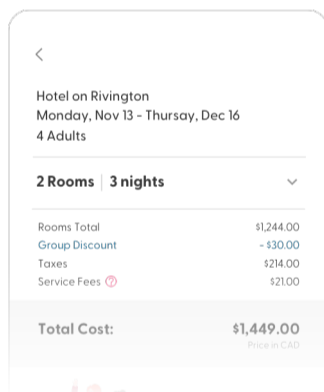 Hotel on Rivington
Monday, Nov 13 - Thursay, Dec 16
4 Adults
2 Rooms | 3 nights
Rooms Total $1,244.00
Group Discount - $30.00
Taxes $214.00
Service Fees ? $21.00
Total Cost: $1,449.00
Price in CAD